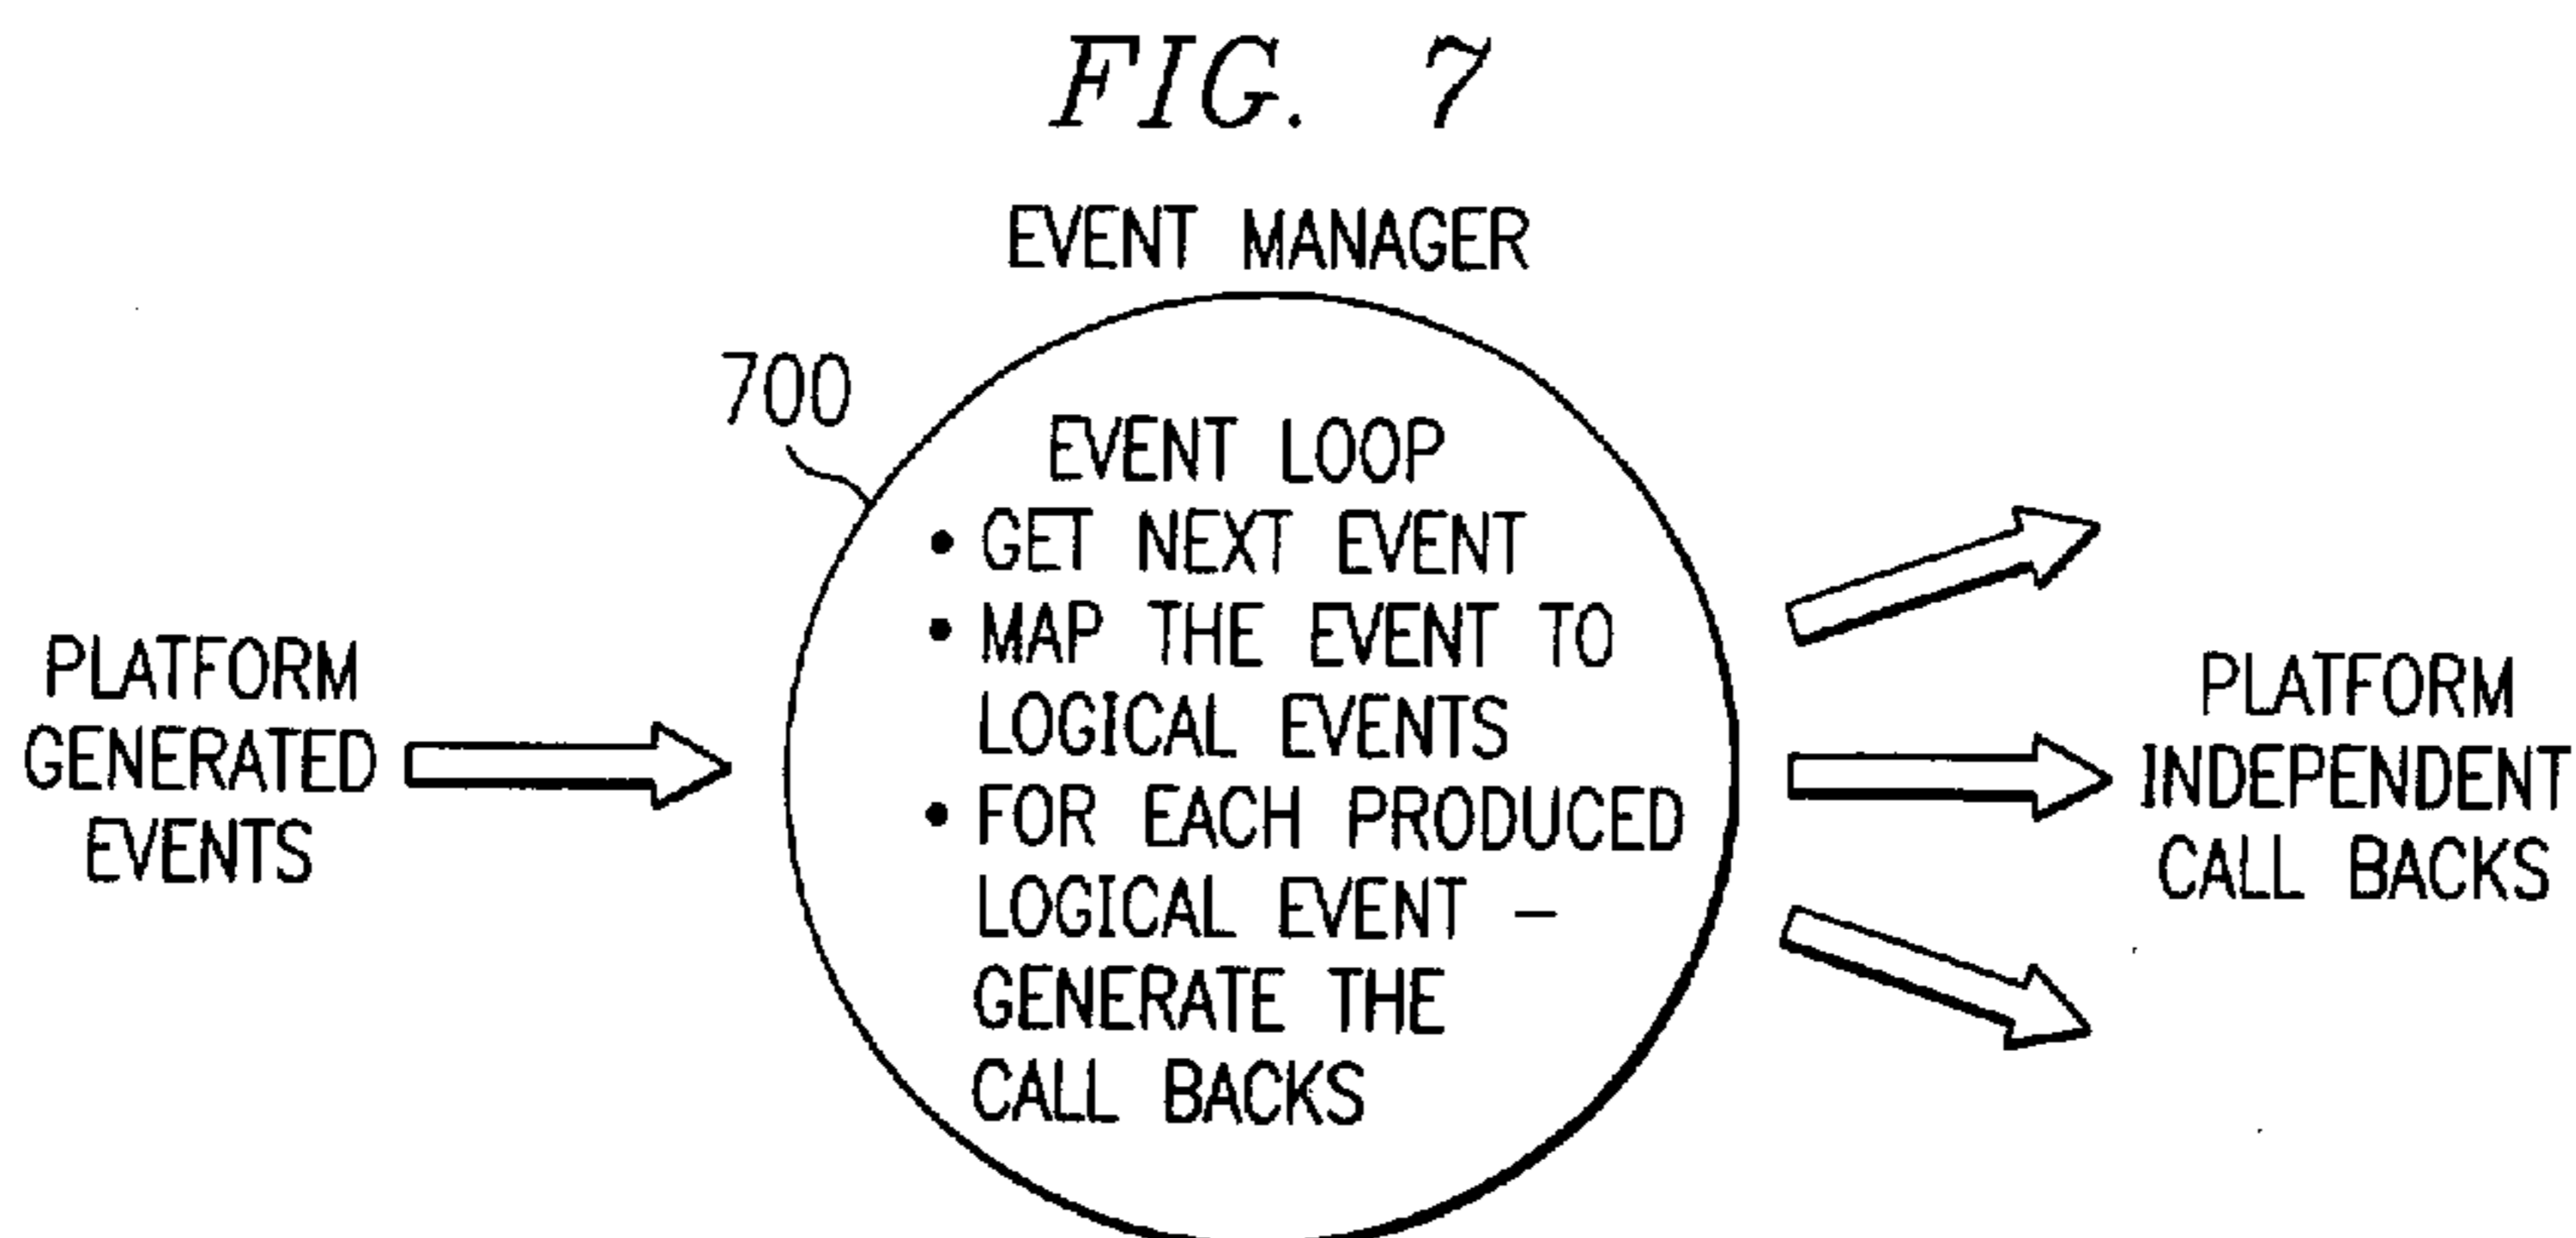 FIG. 7
EVENT MANAGER
700
EVENT LOOP
• GET NEXT EVENT
• MAP THE EVENT TO
LOGICAL EVENTS
• FOR EACH PRODUCED
LOGICAL EVENT –
GENERATE THE
CALL BACKS
PLATFORM
GENERATED
EVENTS
PLATFORM
INDEPENDENT
CALL BACKS